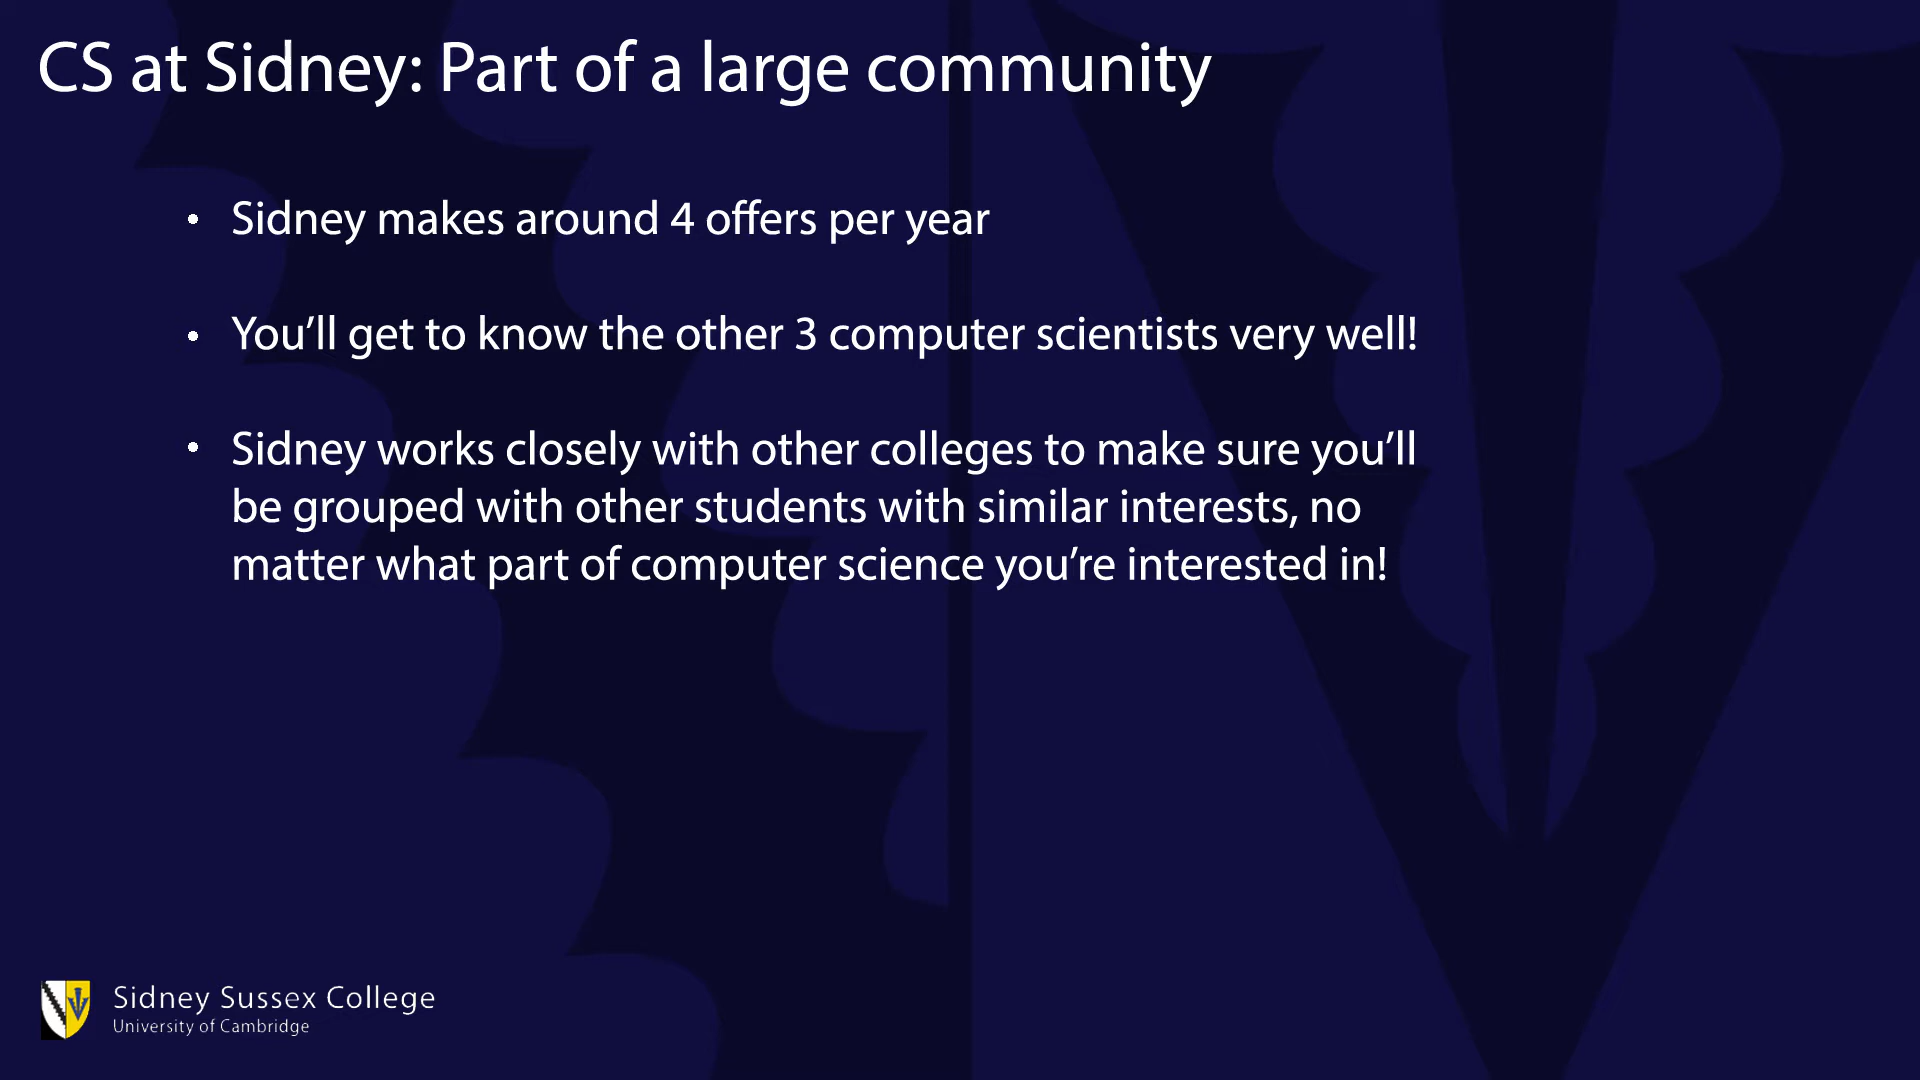 CS at Sidney: Part of a large community
• Sidney makes around 4 offers per year
• You’ll get to know the other 3 computer scientists very well!
• Sidney works closely with other colleges to make sure you’ll
be grouped with other students with similar interests, no
matter what part of computer science you’re interested in!
Sidney Sussex College
University of Cambridge